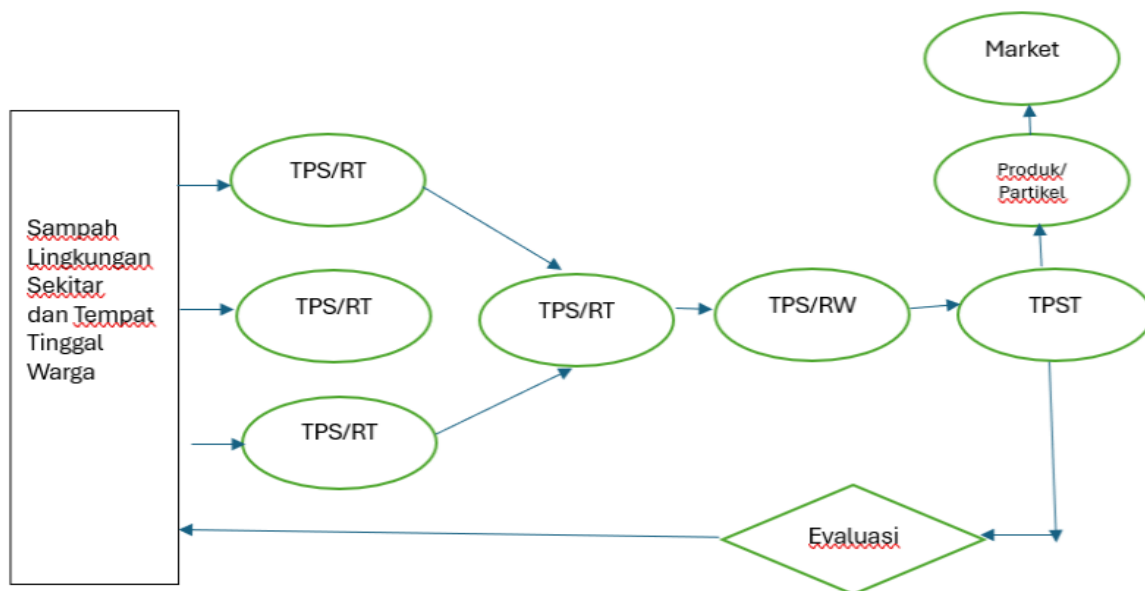 Market
TPS/RT
Produk/
Partikel
Sampah
Lingkungan
Sekitar
dan Tempat
Tinggal
Warga
TPS/RT
TPS/RT
TPS/RW
TPST
TPS/RT
Evaluasi